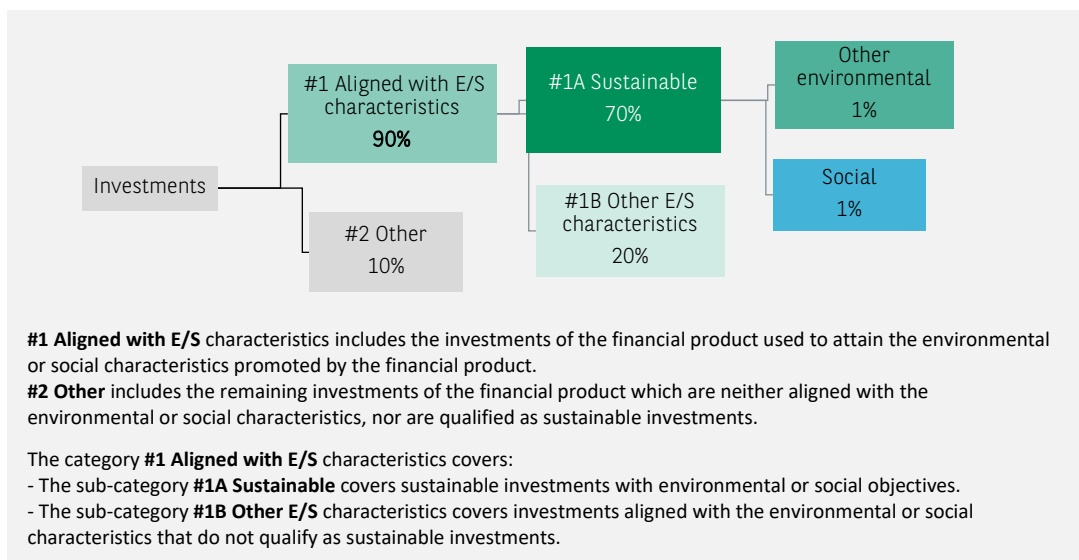 Investments
#1 Aligned with E/S
characteristics
90%
#2 Other
10%
#1A Sustainable
70%
#1B Other E/S
characteristics
20%
Other
environmental
1%
Social
1%
#1 Aligned with E/S characteristics includes the investments of the financial product used to attain the environmental
or social characteristics promoted by the financial product.
#2 Other includes the remaining investments of the financial product which are neither aligned with the
environmental or social characteristics, nor are qualified as sustainable investments.
The category #1 Aligned with E/S characteristics covers:
- The sub-category #1A Sustainable covers sustainable investments with environmental or social objectives.
- The sub-category #1B Other E/S characteristics covers investments aligned with the environmental or social
characteristics that do not qualify as sustainable investments.